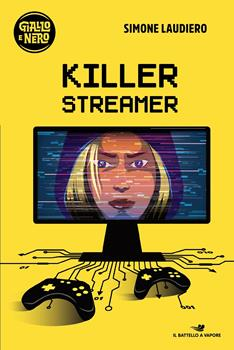 GIALLO
E NERO
SIMONE LAUDIERO
KILLER
STREAMER
IL BATTELLO A VAPORE